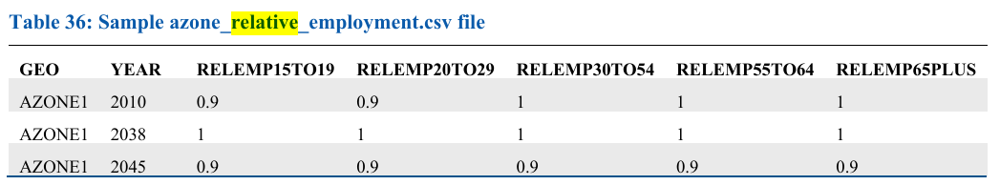 Table 36: Sample azone_relative_employment.csv file
GEO YEAR RELEMP15TO19 RELEMP20TO29 RELEMP30TO54 RELEMP55TO64 RELEMP65PLUS
AZONE1 2010 0.9 0.9 1 1 1
AZONE1 2038 1 1 1 1 1
AZONE1 2045 0.9 0.9 0.9 0.9 0.9